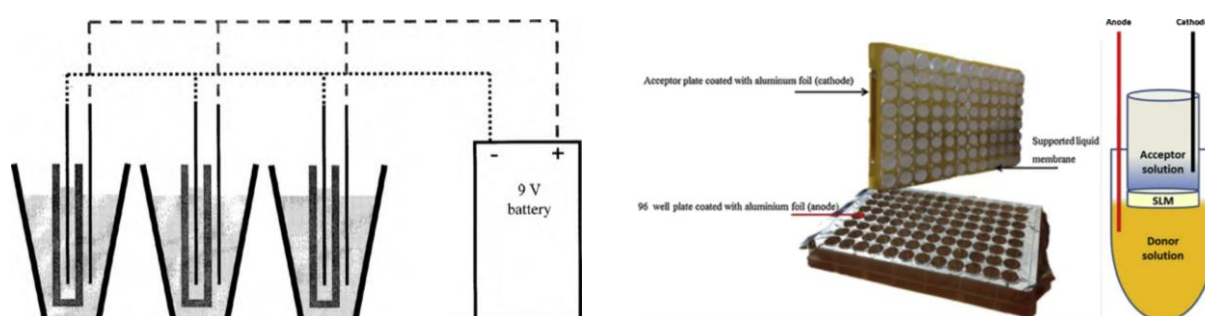 -
+
9 V
battery
Acceptor plate coated with aluminum foil (cathode)
Supported liquid
membrane
96 well plate coated with aluminium foil (anode)
Anode
Cathode
Acceptor
solution
SLM
Donor
solution